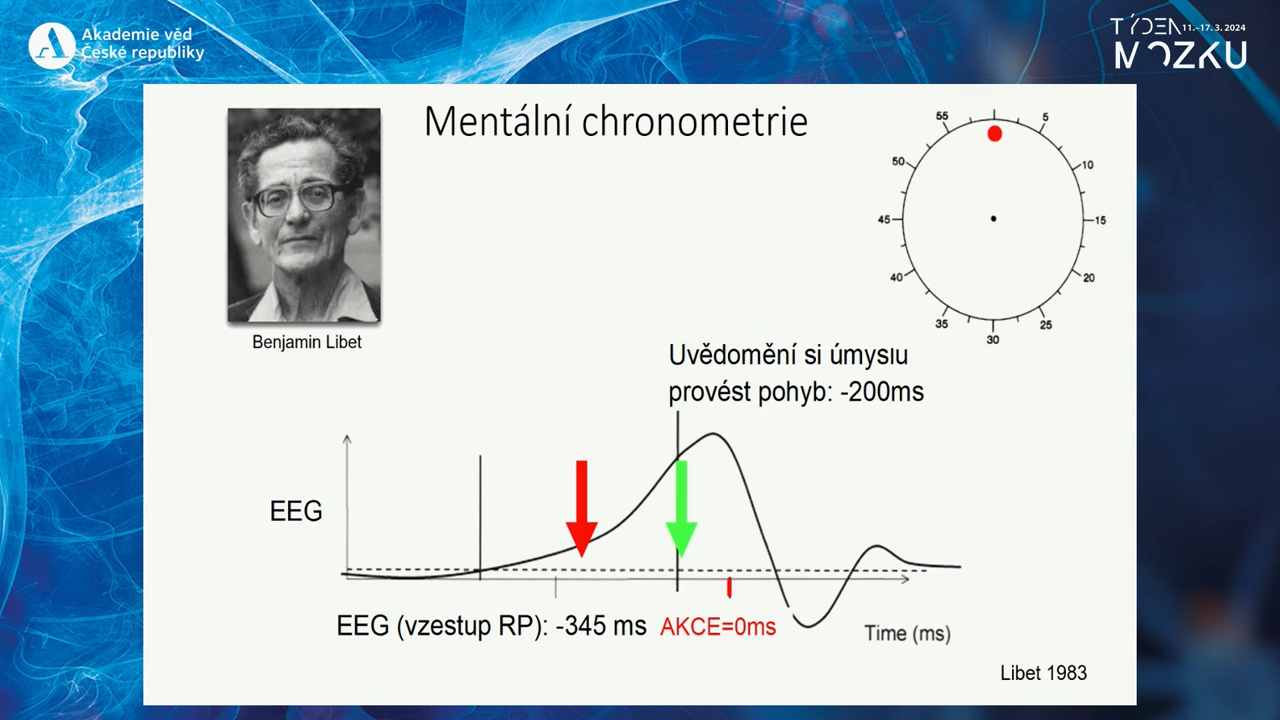 Akademie věd
České republiky
TÝDEN 11.–17. 3. 2024
MOZKU
Mentální chronometrie
Benjamin Libet
55
5
50
10
45
15
40
20
35
25
30
Uvědomění si úmyslu
provést pohyb: -200ms
EEG
EEG (vzestup RP): -345 ms
AKCE=0ms
Time (ms)
Libet 1983